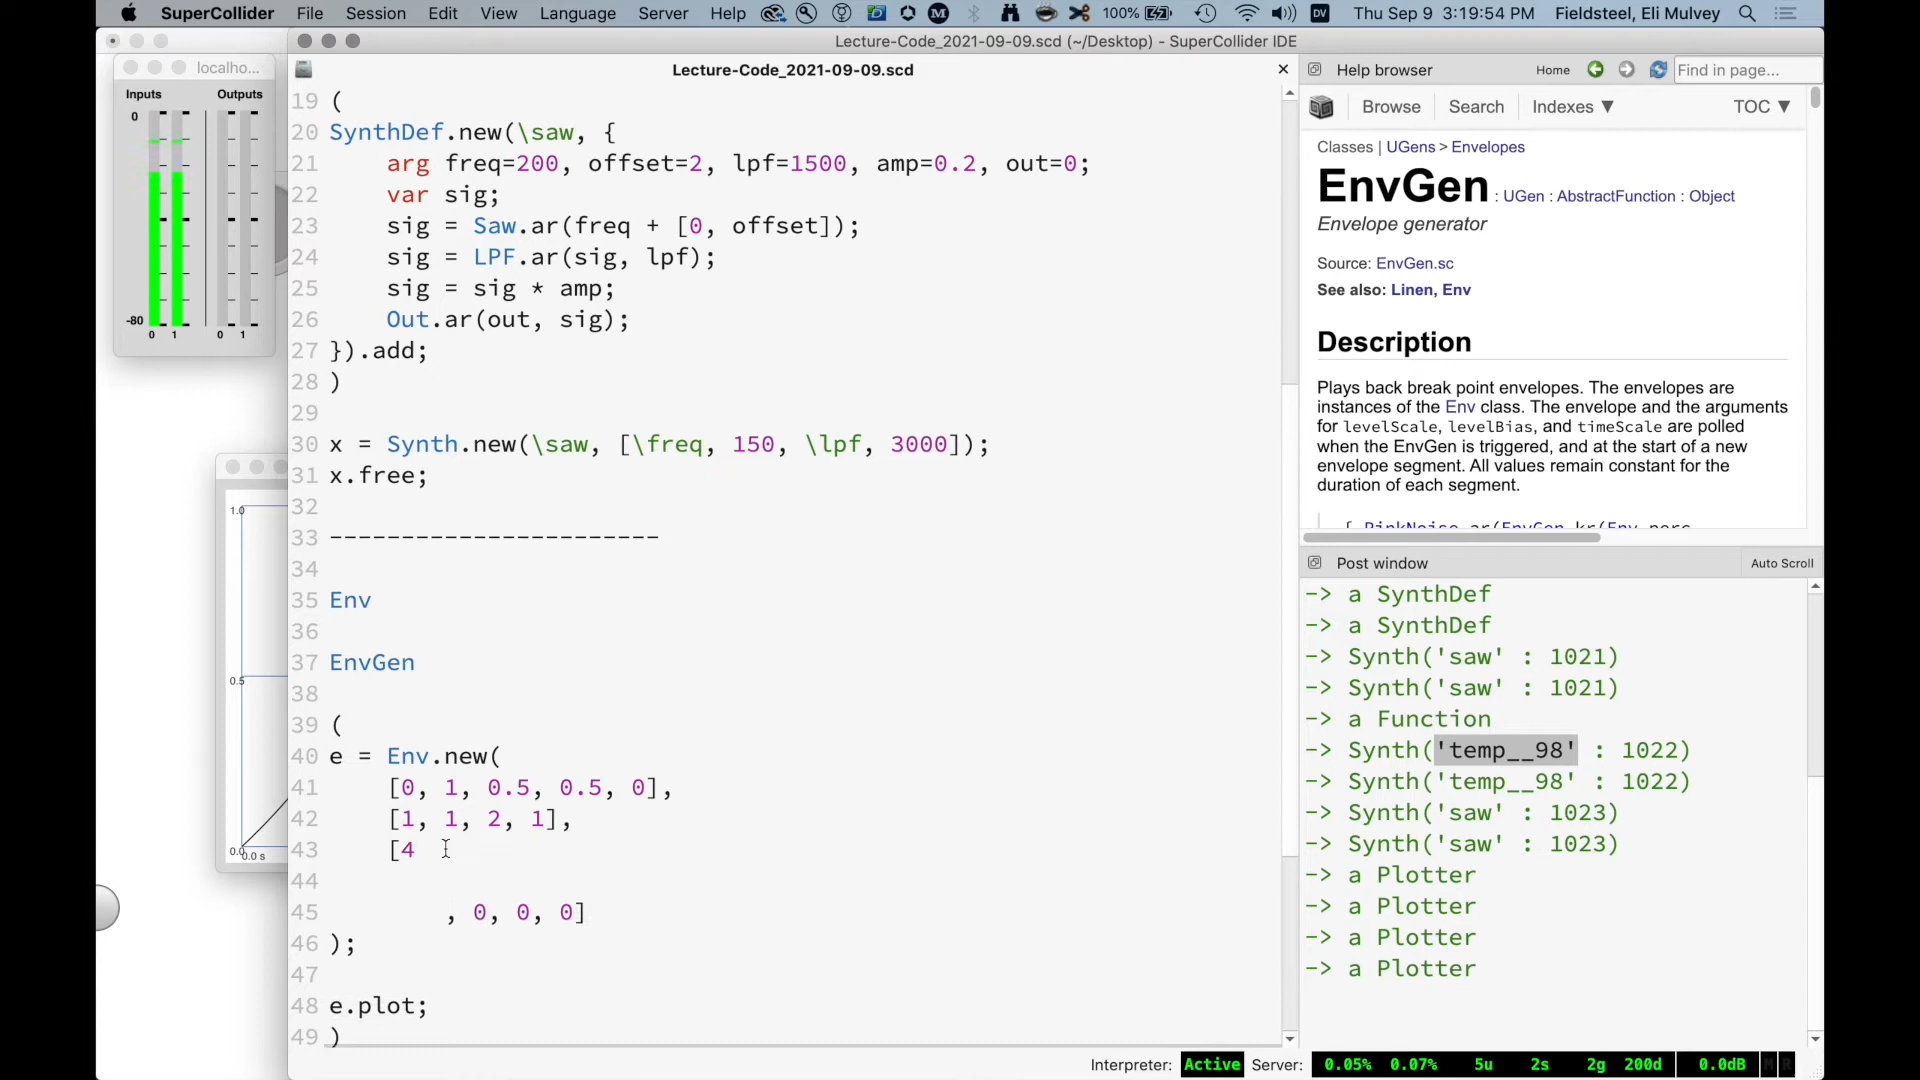 SuperCollider File Session Edit View Language Server Help 100% Thu Sep 9 3:19:54 PM Fieldsteel, Eli Mulvey
Lecture-Code_2021-09-09.scd (~/Desktop) - SuperCollider IDE
localho...
Inputs Outputs
0
-80
0 1 0 1
1.0
0.5
0.0
0.0 s
Lecture-Code_2021-09-09.scd
19 (
20 SynthDef.new(\saw, {
21 arg freq=200, offset=2, lpf=1500, amp=0.2, out=0;
22 var sig;
23 sig = Saw.ar(freq + [0, offset]);
24 sig = LPF.ar(sig, lpf);
25 sig = sig * amp;
26 Out.ar(out, sig);
27 }).add;
28 )
29
30 x = Synth.new(\saw, [\freq, 150, \lpf, 3000]);
31 x.free;
32
33 -----------------------
34
35 Env
36
37 EnvGen
38
39 (
40 e = Env.new(
41 [0, 1, 0.5, 0.5, 0],
42 [1, 1, 2, 1],
43 [4
44
45 , 0, 0, 0]
46 );
47
48 e.plot;
49 )
Help browser Home Find in page...
Browse Search Indexes ▼ TOC ▼
Classes | UGens > Envelopes
EnvGen : UGen : AbstractFunction : Object
Envelope generator
Source: EnvGen.sc
See also: Linen, Env
Description
Plays back break point envelopes. The envelopes are
instances of the Env class. The envelope and the arguments
for levelScale, levelBias, and timeScale are polled
when the EnvGen is triggered, and at the start of a new
envelope segment. All values remain constant for the
duration of each segment.
{ PinkNoise.ar(EnvGen.kr(Env.perc
Post window Auto Scroll
-> a SynthDef
-> a SynthDef
-> Synth('saw' : 1021)
-> Synth('saw' : 1021)
-> a Function
-> Synth('temp__98' : 1022)
-> Synth('temp__98' : 1022)
-> Synth('saw' : 1023)
-> Synth('saw' : 1023)
-> a Plotter
-> a Plotter
-> a Plotter
-> a Plotter
Interpreter: Active Server: 0.05% 0.07% 5u 2s 2g 200d 0.0dB M R